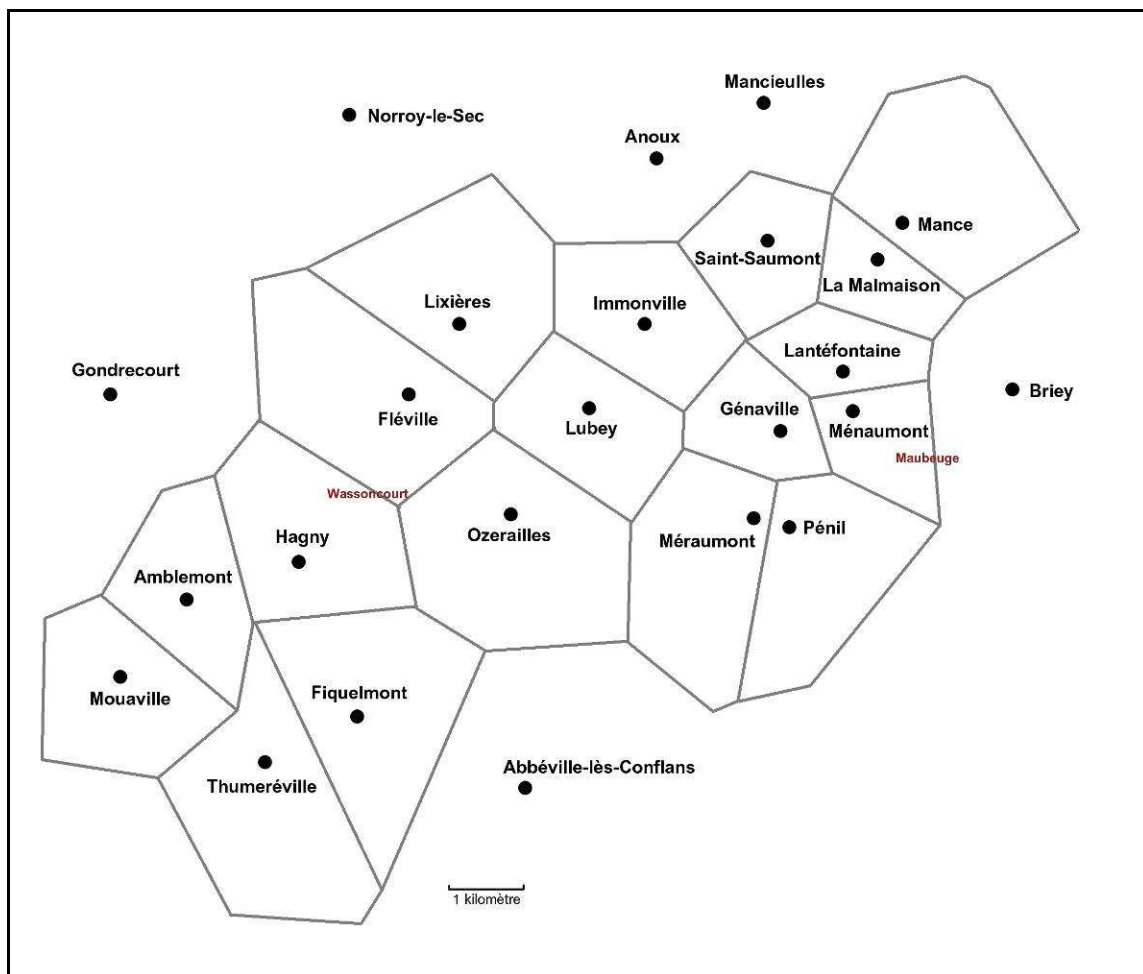 Mancieulles
Norroy-le-Sec
Anoux
Mance
Saint-Saumont
La Malmaison
Lixières
Immonville
Lantéfontaine
Gondrecourt
Briey
Fléville
Génaville
Lubey
Ménaumont
Maubeuge
Wassoncourt
Pénil
Hagny
Ozerailles
Méraumont
Amblemont
Mouaville
Fiquelmont
Abbéville-lès-Conflans
Thumeréville
1 kilomètre